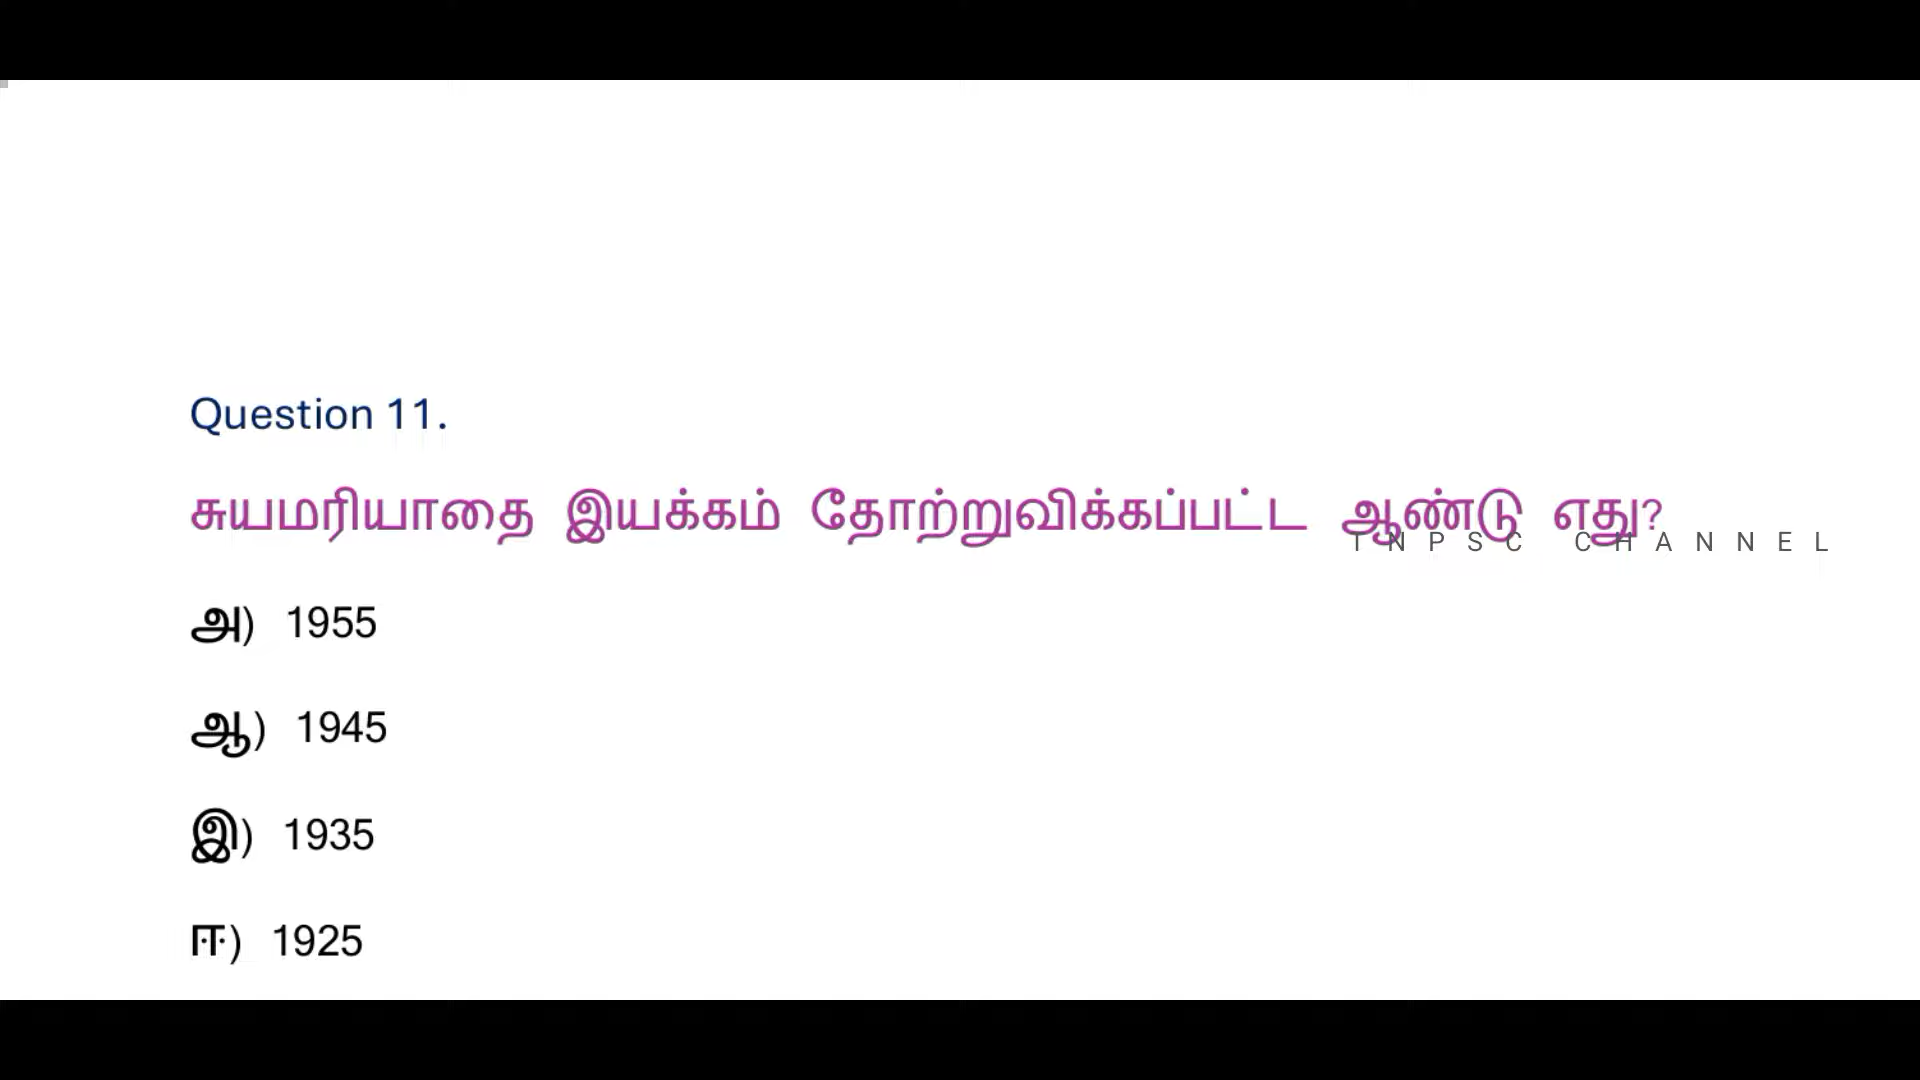 Question 11.
சுயமரியாதை இயக்கம் தோற்றுவிக்கப்பட்ட ஆண்டு எது?
TNPSC CHANNEL
அ) 1955
ஆ) 1945
இ) 1935
ஈ) 1925